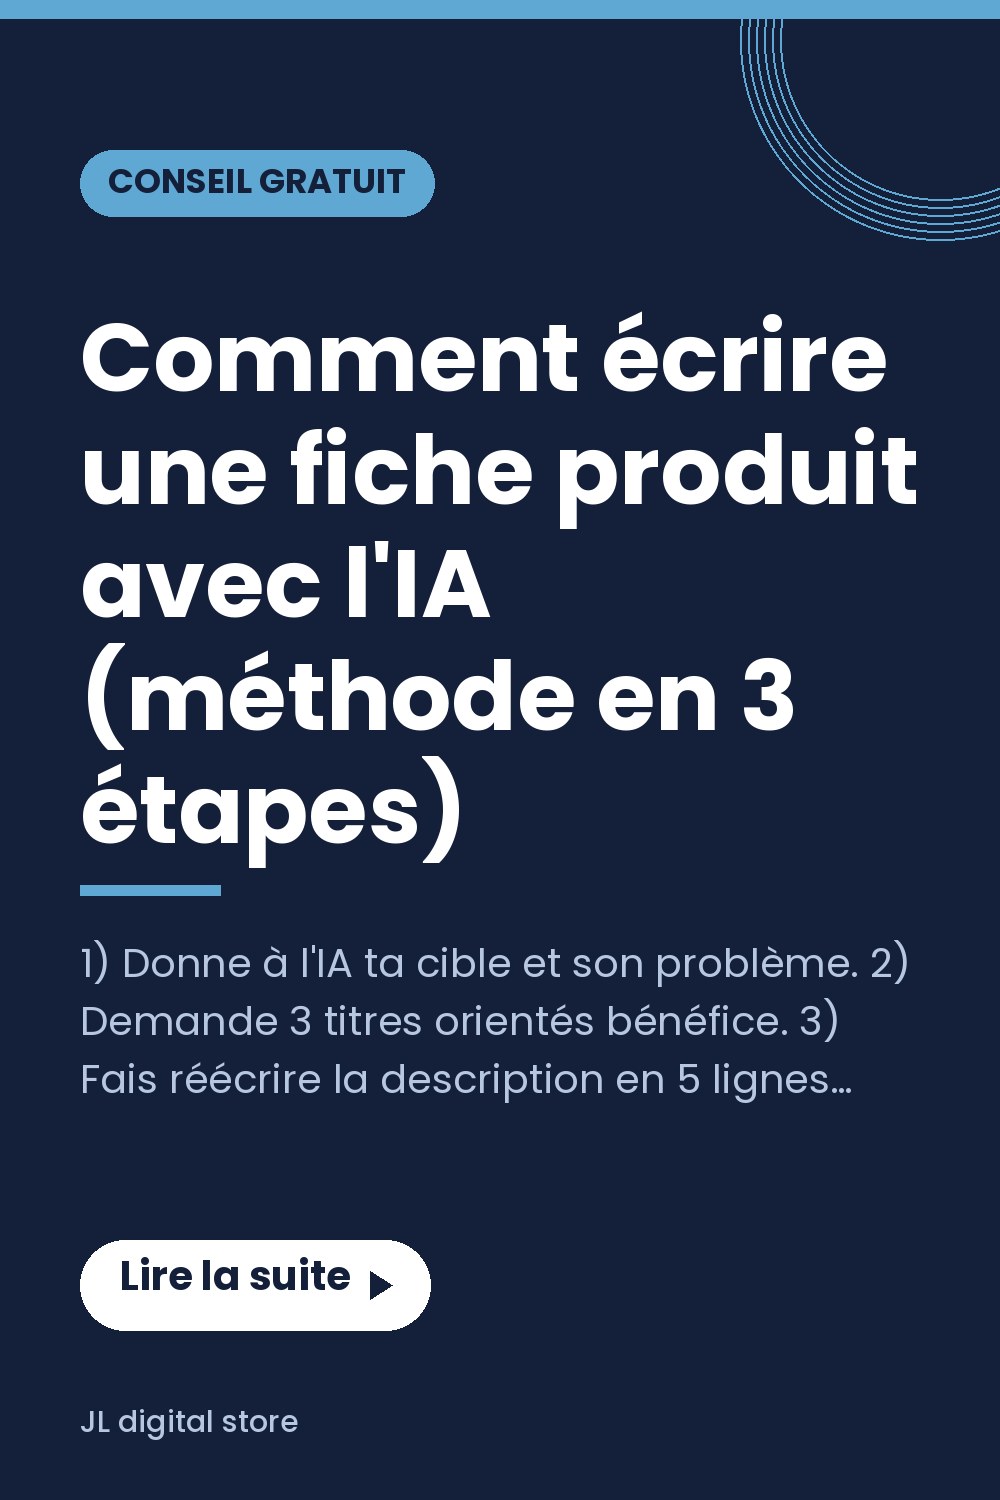 CONSEIL GRATUIT
Comment écrire
une fiche produit
avec l'IA
(méthode en 3
étapes)
1) Donne à l'IA ta cible et son problème. 2)
Demande 3 titres orientés bénéfice. 3)
Fais réécrire la description en 5 lignes…
Lire la suite
JL digital store